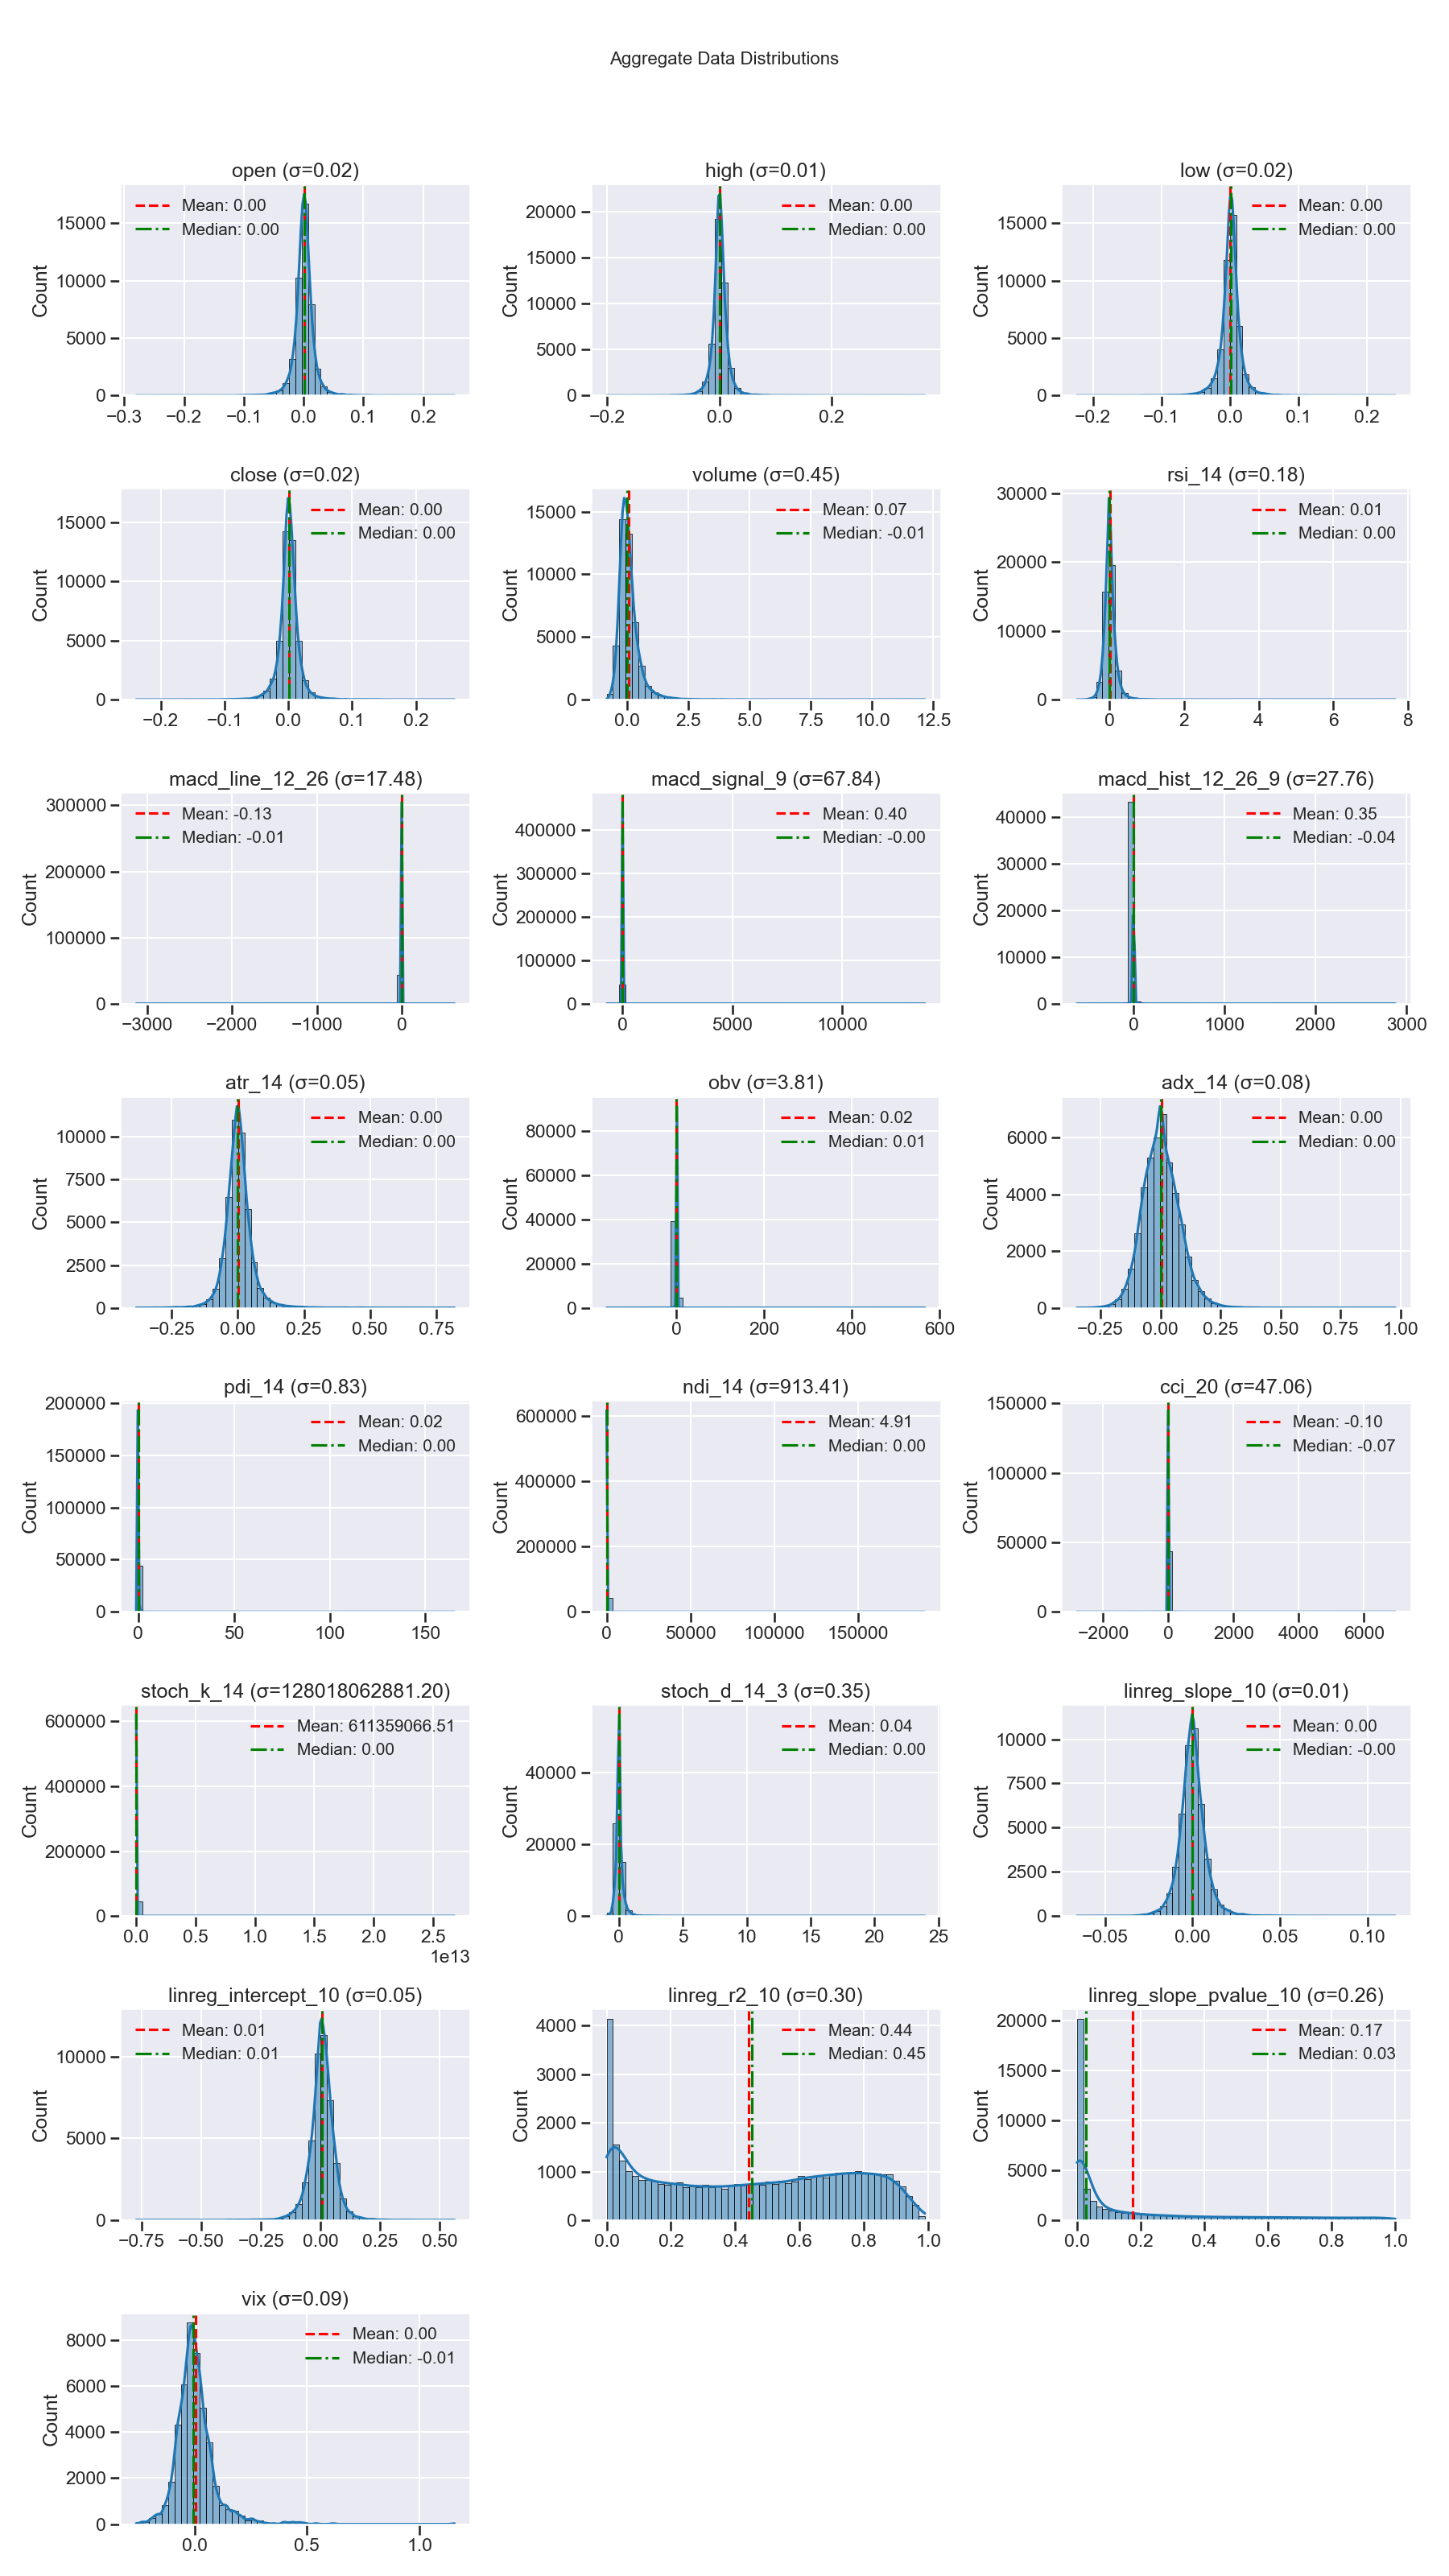 Aggregate Data Distributions
open (σ=0.02)
Mean: 0.00
Median: 0.00
Count
15000
10000
5000
0
−0.3 −0.2 −0.1 0.0 0.1 0.2
high (σ=0.01)
Mean: 0.00
Median: 0.00
Count
20000
15000
10000
5000
0
−0.2 0.0 0.2
low (σ=0.02)
Mean: 0.00
Median: 0.00
Count
15000
10000
5000
0
−0.2 −0.1 0.0 0.1 0.2
close (σ=0.02)
Mean: 0.00
Median: 0.00
Count
15000
10000
5000
0
−0.2 −0.1 0.0 0.1 0.2
volume (σ=0.45)
Mean: 0.07
Median: -0.01
Count
15000
10000
5000
0
0.0 2.5 5.0 7.5 10.0 12.5
rsi_14 (σ=0.18)
Mean: 0.01
Median: 0.00
Count
30000
20000
10000
0
0 2 4 6 8
macd_line_12_26 (σ=17.48)
Mean: -0.13
Median: -0.01
Count
300000
200000
100000
0
−3000 −2000 −1000 0
macd_signal_9 (σ=67.84)
Mean: 0.40
Median: -0.00
Count
400000
300000
200000
100000
0
0 5000 10000
macd_hist_12_26_9 (σ=27.76)
Mean: 0.35
Median: -0.04
Count
40000
30000
20000
10000
0
0 1000 2000 3000
atr_14 (σ=0.05)
Mean: 0.00
Median: 0.00
Count
10000
7500
5000
2500
0
−0.25 0.00 0.25 0.50 0.75
obv (σ=3.81)
Mean: 0.02
Median: 0.01
Count
80000
60000
40000
20000
0
0 200 400 600
adx_14 (σ=0.08)
Mean: 0.00
Median: 0.00
Count
6000
4000
2000
0
−0.25 0.00 0.25 0.50 0.75 1.00
pdi_14 (σ=0.83)
Mean: 0.02
Median: 0.00
Count
200000
150000
100000
50000
0
0 50 100 150
ndi_14 (σ=913.41)
Mean: 4.91
Median: 0.00
Count
600000
400000
200000
0
0 50000 100000 150000
cci_20 (σ=47.06)
Mean: -0.10
Median: -0.07
Count
150000
100000
50000
0
−2000 0 2000 4000 6000
stoch_k_14 (σ=128018062881.20)
Mean: 611359066.51
Median: 0.00
Count
600000
400000
200000
0
0.0 0.5 1.0 1.5 2.0 2.5
1e13
stoch_d_14_3 (σ=0.35)
Mean: 0.04
Median: 0.00
Count
40000
20000
0
0 5 10 15 20 25
linreg_slope_10 (σ=0.01)
Mean: 0.00
Median: -0.00
Count
10000
7500
5000
2500
0
−0.05 0.00 0.05 0.10
linreg_intercept_10 (σ=0.05)
Mean: 0.01
Median: 0.01
Count
10000
5000
0
−0.75 −0.50 −0.25 0.00 0.25 0.50
linreg_r2_10 (σ=0.30)
Mean: 0.44
Median: 0.45
Count
4000
3000
2000
1000
0
0.0 0.2 0.4 0.6 0.8 1.0
linreg_slope_pvalue_10 (σ=0.26)
Mean: 0.17
Median: 0.03
Count
20000
15000
10000
5000
0
0.0 0.2 0.4 0.6 0.8 1.0
vix (σ=0.09)
Mean: 0.00
Median: -0.01
Count
8000
6000
4000
2000
0
0.0 0.5 1.0